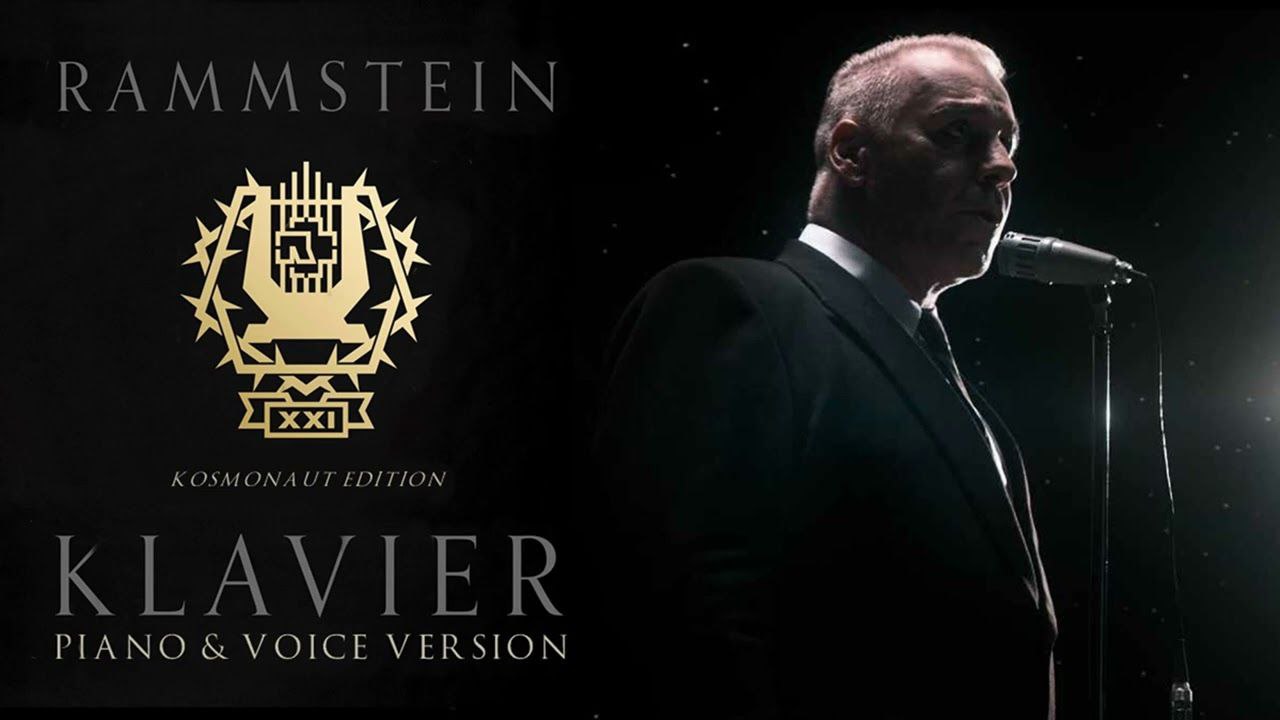 RAMMSTEIN
XXI
KOSMONAUT EDITION
KLAVIER
PIANO & VOICE VERSION